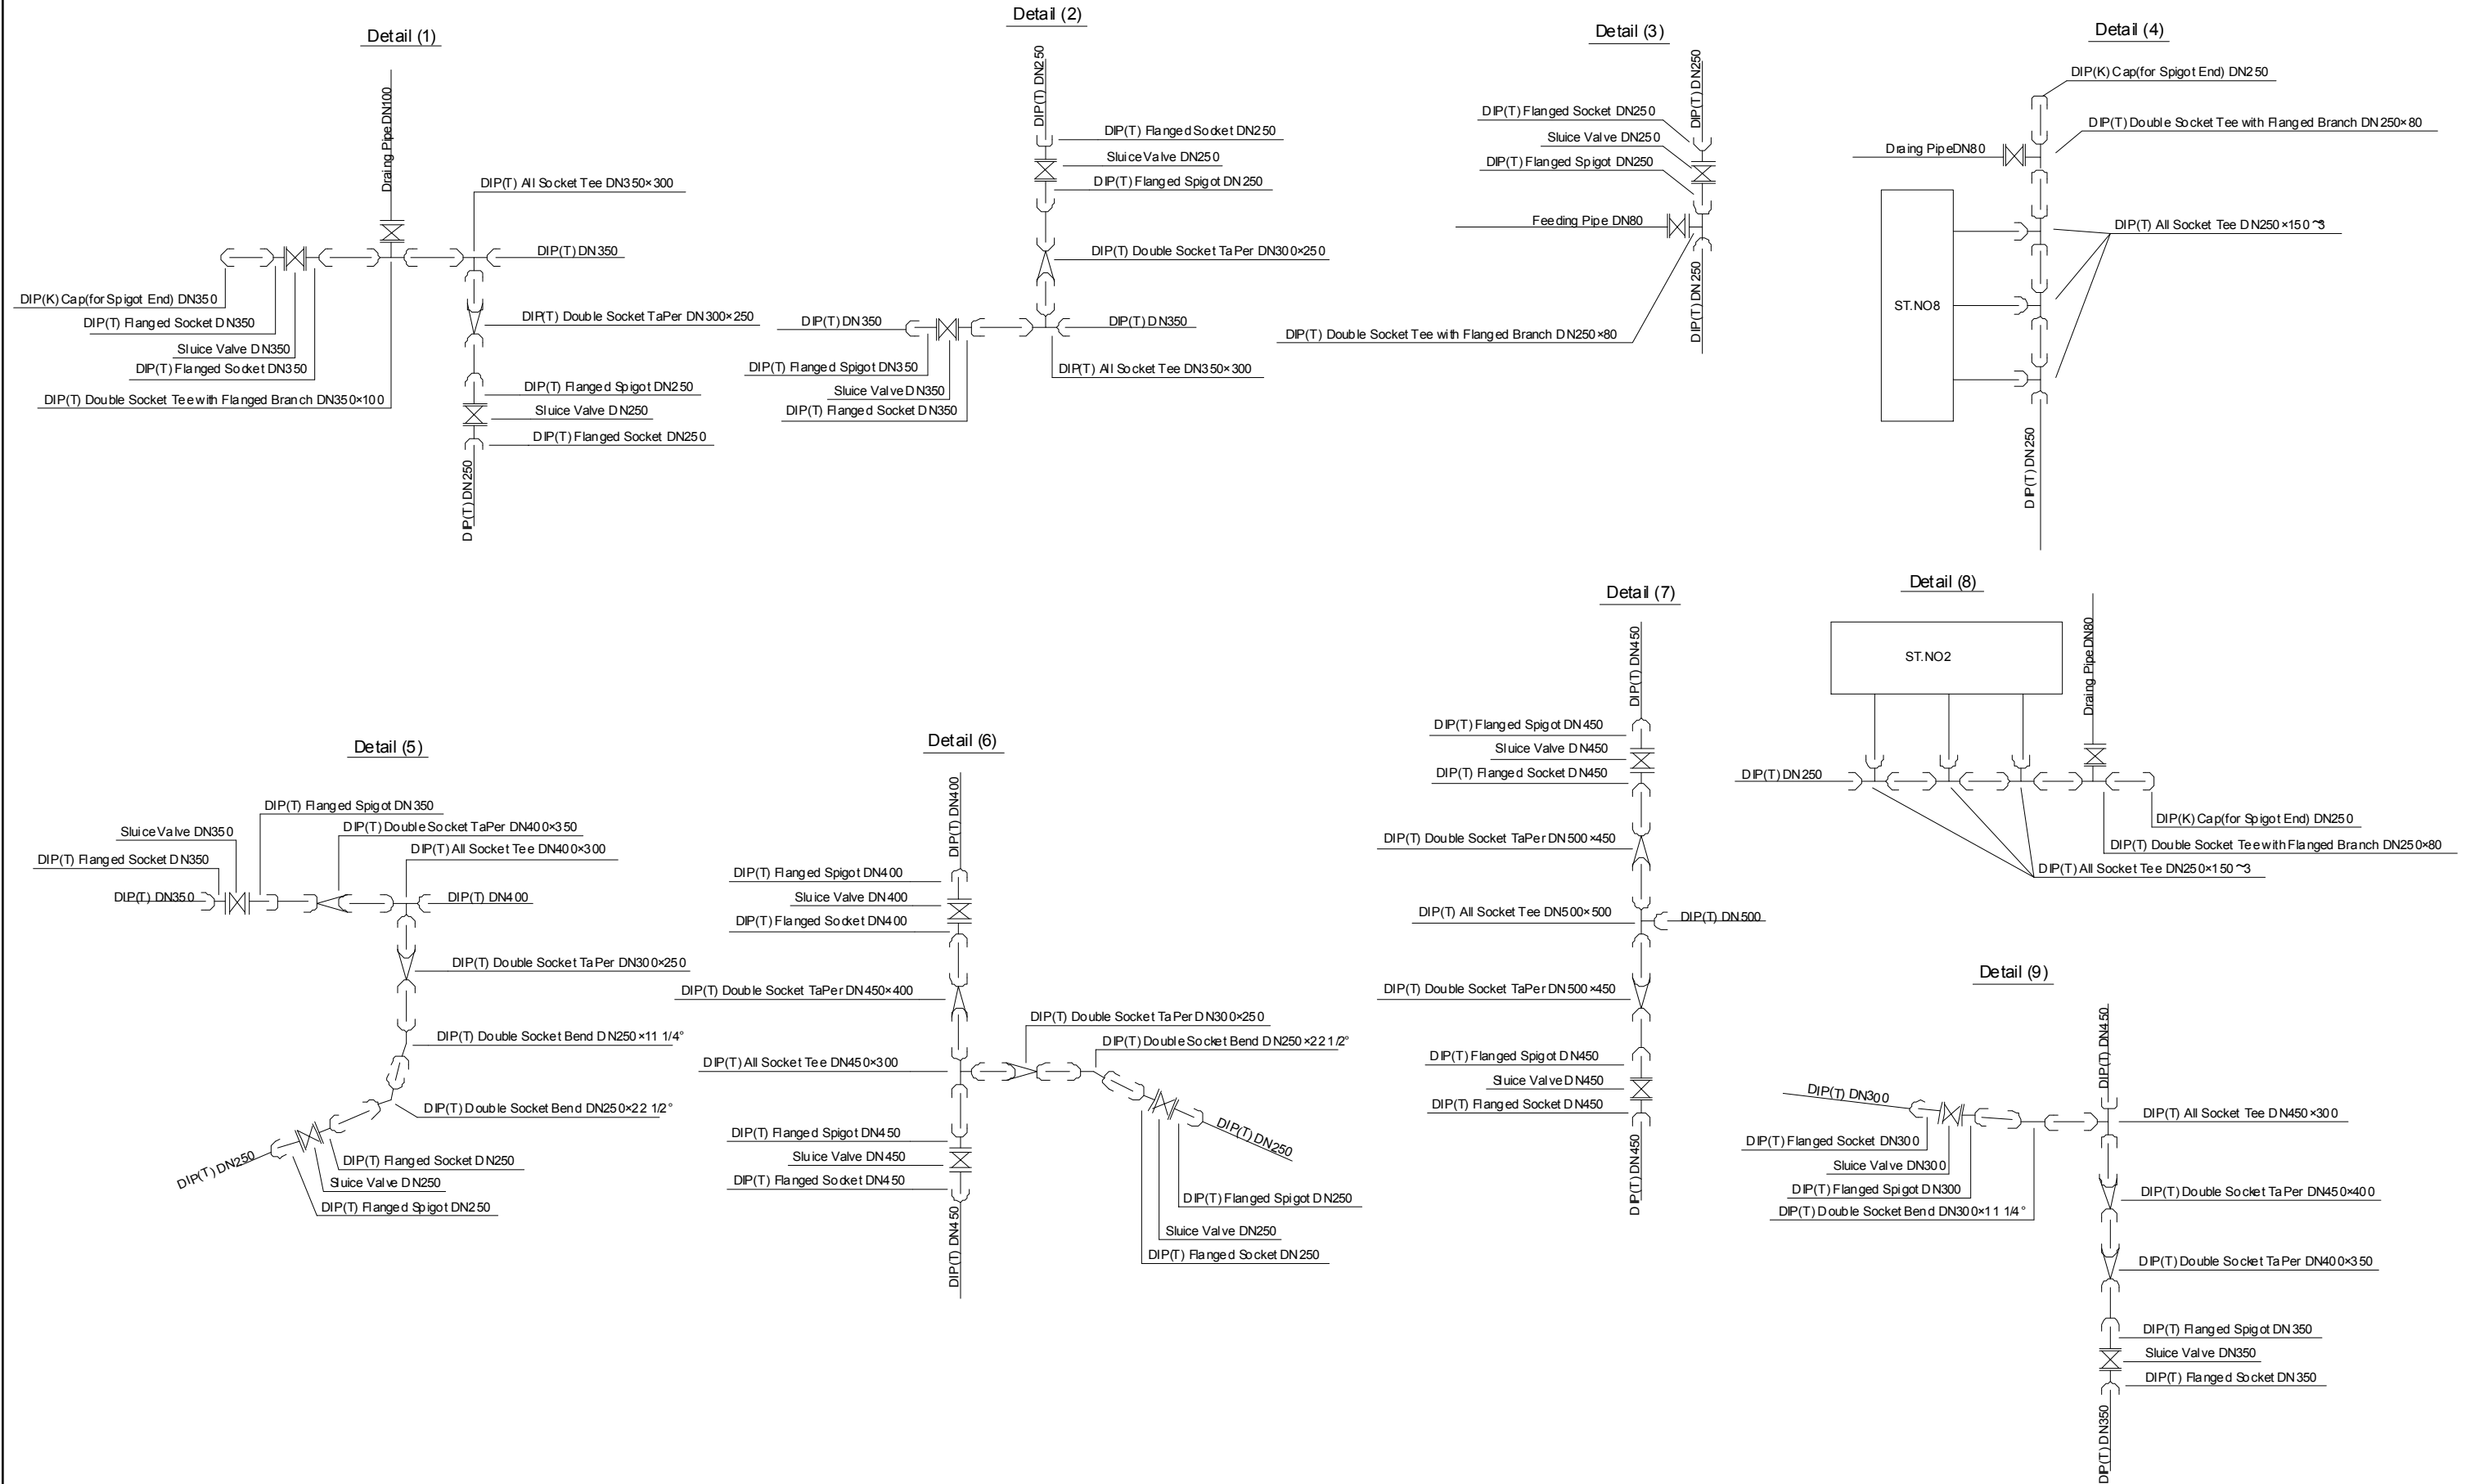 Detail (1)
Draing Pipe DN100
DIP(T) All Socket Tee DN350×300
DIP(T) DN350
DIP(K) Cap(for Spigot End) DN350
DIP(T) Flanged Socket DN350
Sluice Valve DN350
DIP(T) Flanged Socket DN350
DIP(T) Double Socket Tee with Flanged Branch DN350×100
DIP(T) Double Socket TaPer DN300×250
DIP(T) Flanged Spigot DN250
Sluice Valve DN250
DIP(T) Flanged Socket DN250
DIP(T) DN250
Detail (2)
DIP(T) DN250
DIP(T) Flanged Socket DN250
Sluice Valve DN250
DIP(T) Flanged Spigot DN250
DIP(T) Double Socket TaPer DN300×250
DIP(T) DN350
DIP(T) DN350
DIP(T) Flanged Spigot DN350
Sluice Valve DN350
DIP(T) Flanged Socket DN350
DIP(T) All Socket Tee DN350×300
Detail (3)
DIP(T) DN250
DIP(T) Flanged Socket DN250
Sluice Valve DN250
DIP(T) Flanged Spigot DN250
Feeding Pipe DN80
DIP(T) Double Socket Tee with Flanged Branch DN250×80
DIP(T) DN250
Detail (4)
DIP(K) Cap(for Spigot End) DN250
DIP(T) Double Socket Tee with Flanged Branch DN250×80
Draing PipeDN80
DIP(T) All Socket Tee DN250×150 ~3
ST.NO8
DIP(T) DN250
Detail (5)
DIP(T) Flanged Spigot DN350
Sluice Valve DN350
DIP(T) Double Socket TaPer DN400×350
DIP(T) Flanged Socket DN350
DIP(T) All Socket Tee DN400×300
DIP(T) DN350
DIP(T) DN400
DIP(T) Double Socket TaPer DN300×250
DIP(T) Double Socket Bend DN250×11 1/4°
DIP(T) Double Socket Bend DN250×22 1/2°
DIP(T) Flanged Socket DN250
Sluice Valve DN250
DIP(T) Flanged Spigot DN250
DIP(T) DN250
Detail (6)
DIP(T) DN400
DIP(T) Flanged Spigot DN400
Sluice Valve DN400
DIP(T) Flanged Socket DN400
DIP(T) Double Socket TaPer DN450×400
DIP(T) Double Socket TaPer DN300×250
DIP(T) Double Socket Bend DN250×22 1/2°
DIP(T) All Socket Tee DN450×300
DIP(T) Flanged Spigot DN450
Sluice Valve DN450
DIP(T) Flanged Socket DN450
DIP(T) DN250
DIP(T) Flanged Spigot DN250
Sluice Valve DN250
DIP(T) Flanged Socket DN250
DIP(T) DN450
Detail (7)
DIP(T) DN450
DIP(T) Flanged Spigot DN450
Sluice Valve DN450
DIP(T) Flanged Socket DN450
DIP(T) Double Socket TaPer DN500×450
DIP(T) All Socket Tee DN500×500
DIP(T) DN500
DIP(T) Double Socket TaPer DN500×450
DIP(T) Flanged Spigot DN450
Sluice Valve DN450
DIP(T) Flanged Socket DN450
DIP(T) DN450
Detail (8)
ST.NO2
Draing Pipe DN80
DIP(T) DN250
DIP(K) Cap(for Spigot End) DN250
DIP(T) Double Socket Tee with Flanged Branch DN250×80
DIP(T) All Socket Tee DN250×150 ~3
Detail (9)
DIP(T) DN450
DIP(T) DN300
DIP(T) All Socket Tee DN450×300
DIP(T) Flanged Socket DN300
Sluice Valve DN300
DIP(T) Flanged Spigot DN300
DIP(T) Double Socket Bend DN300×11 1/4°
DIP(T) Double Socket TaPer DN450×400
DIP(T) Double Socket TaPer DN400×350
DIP(T) Flanged Spigot DN350
Sluice Valve DN350
DIP(T) Flanged Socket DN350
DIP(T) DN350